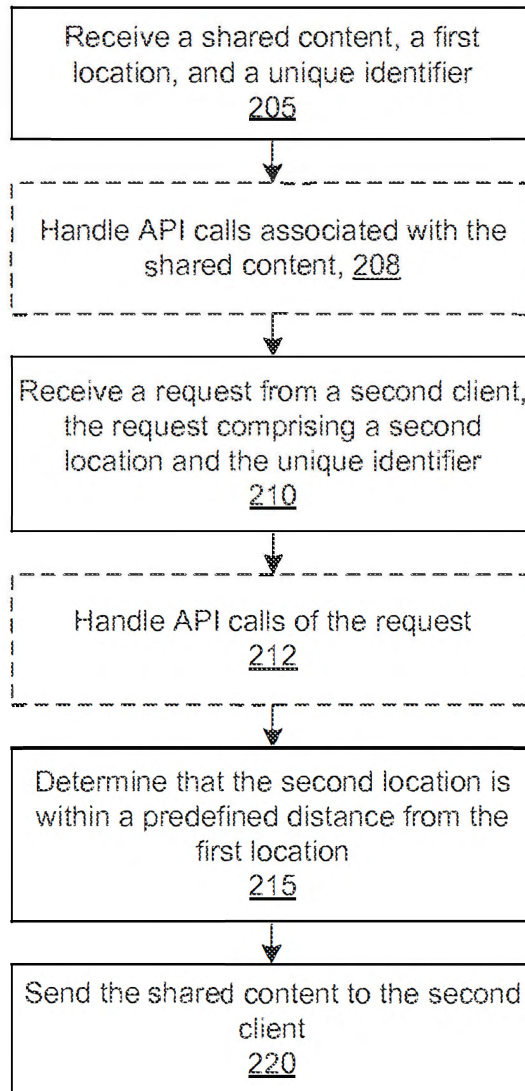 Receive a shared content, a first
location, and a unique identifier
205
Handle API calls associated with the
shared content, 208
Receive a request from a second client,
the request comprising a second
location and the unique identifier
210
Handle API calls of the request
212
Determine that the second location is
within a predefined distance from the
first location
215
Send the shared content to the second
client
220